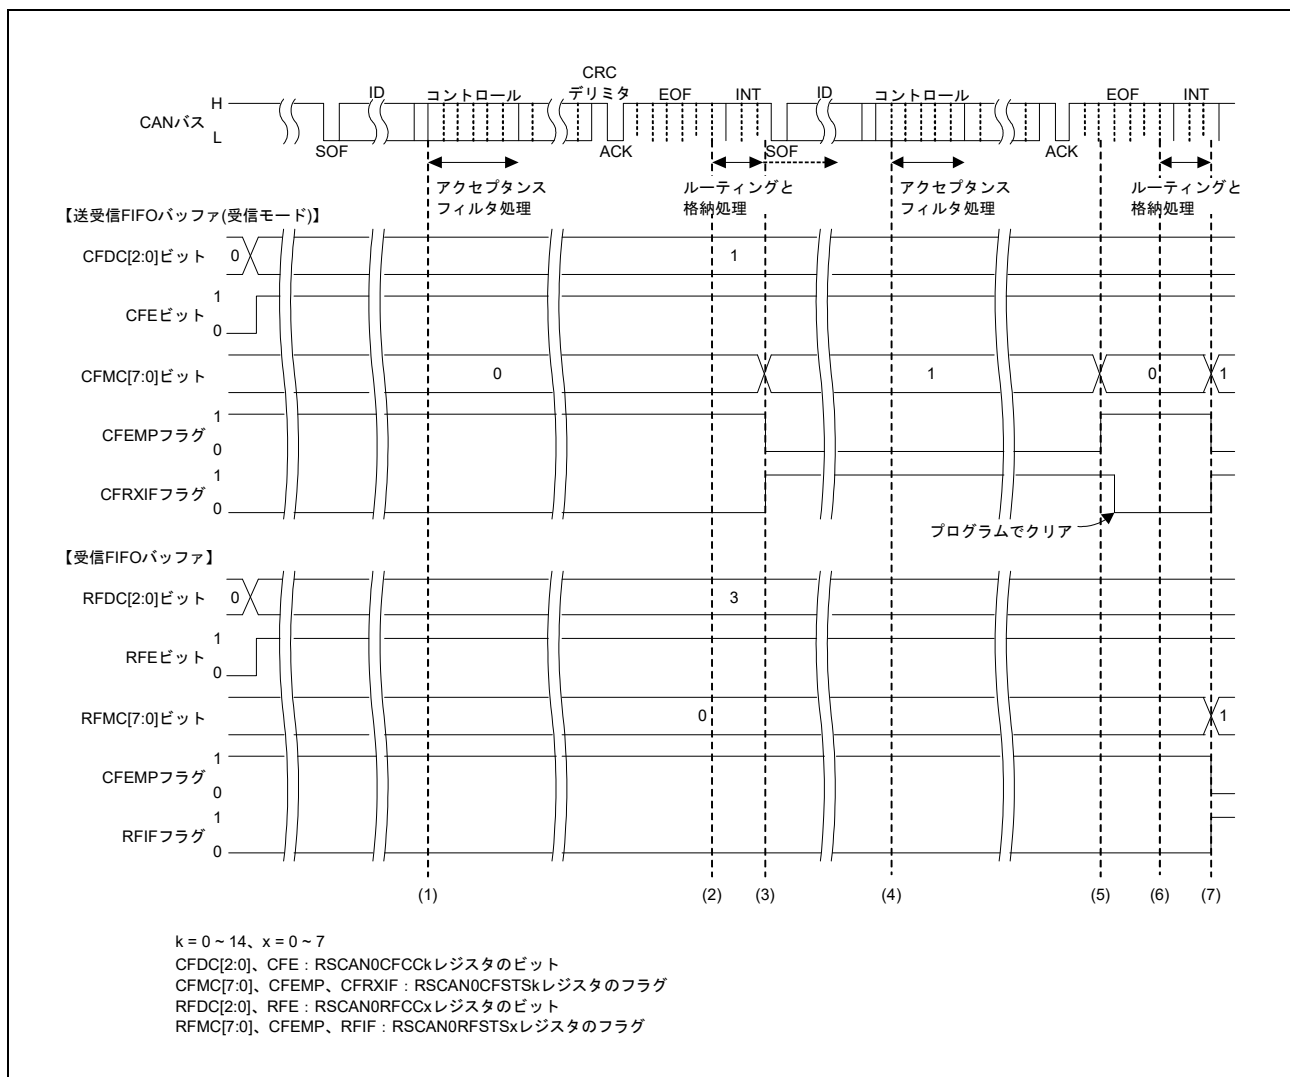 CRC
ID コントロール デリミタ EOF INT ID コントロール EOF INT
H
CANバス
L
SOF ACK SOF ACK
アクセプタンス
フィルタ処理
ルーティングと
格納処理
アクセプタンス
フィルタ処理
ルーティングと
格納処理
【送受信FIFOバッファ(受信モード)】
CFDC[2:0]ビット 0 1
1
CFEビット
0
CFMC[7:0]ビット 0 1 0 1
1
CFEMPフラグ
0
1
CFRXIFフラグ
0
プログラムでクリア
【受信FIFOバッファ】
RFDC[2:0]ビット 0 3
1
RFEビット
0
RFMC[7:0]ビット 0 1
1
CFEMPフラグ
0
1
RFIFフラグ
0
(1) (2) (3) (4) (5) (6) (7)
k = 0 ~ 14、x = 0 ~ 7
CFDC[2:0]、CFE : RSCAN0CFCCkレジスタのビット
CFMC[7:0]、CFEMP、CFRXIF : RSCAN0CFSTSkレジスタのフラグ
RFDC[2:0]、RFE : RSCAN0RFCCxレジスタのビット
RFMC[7:0]、CFEMP、RFIF : RSCAN0RFSTSxレジスタのフラグ